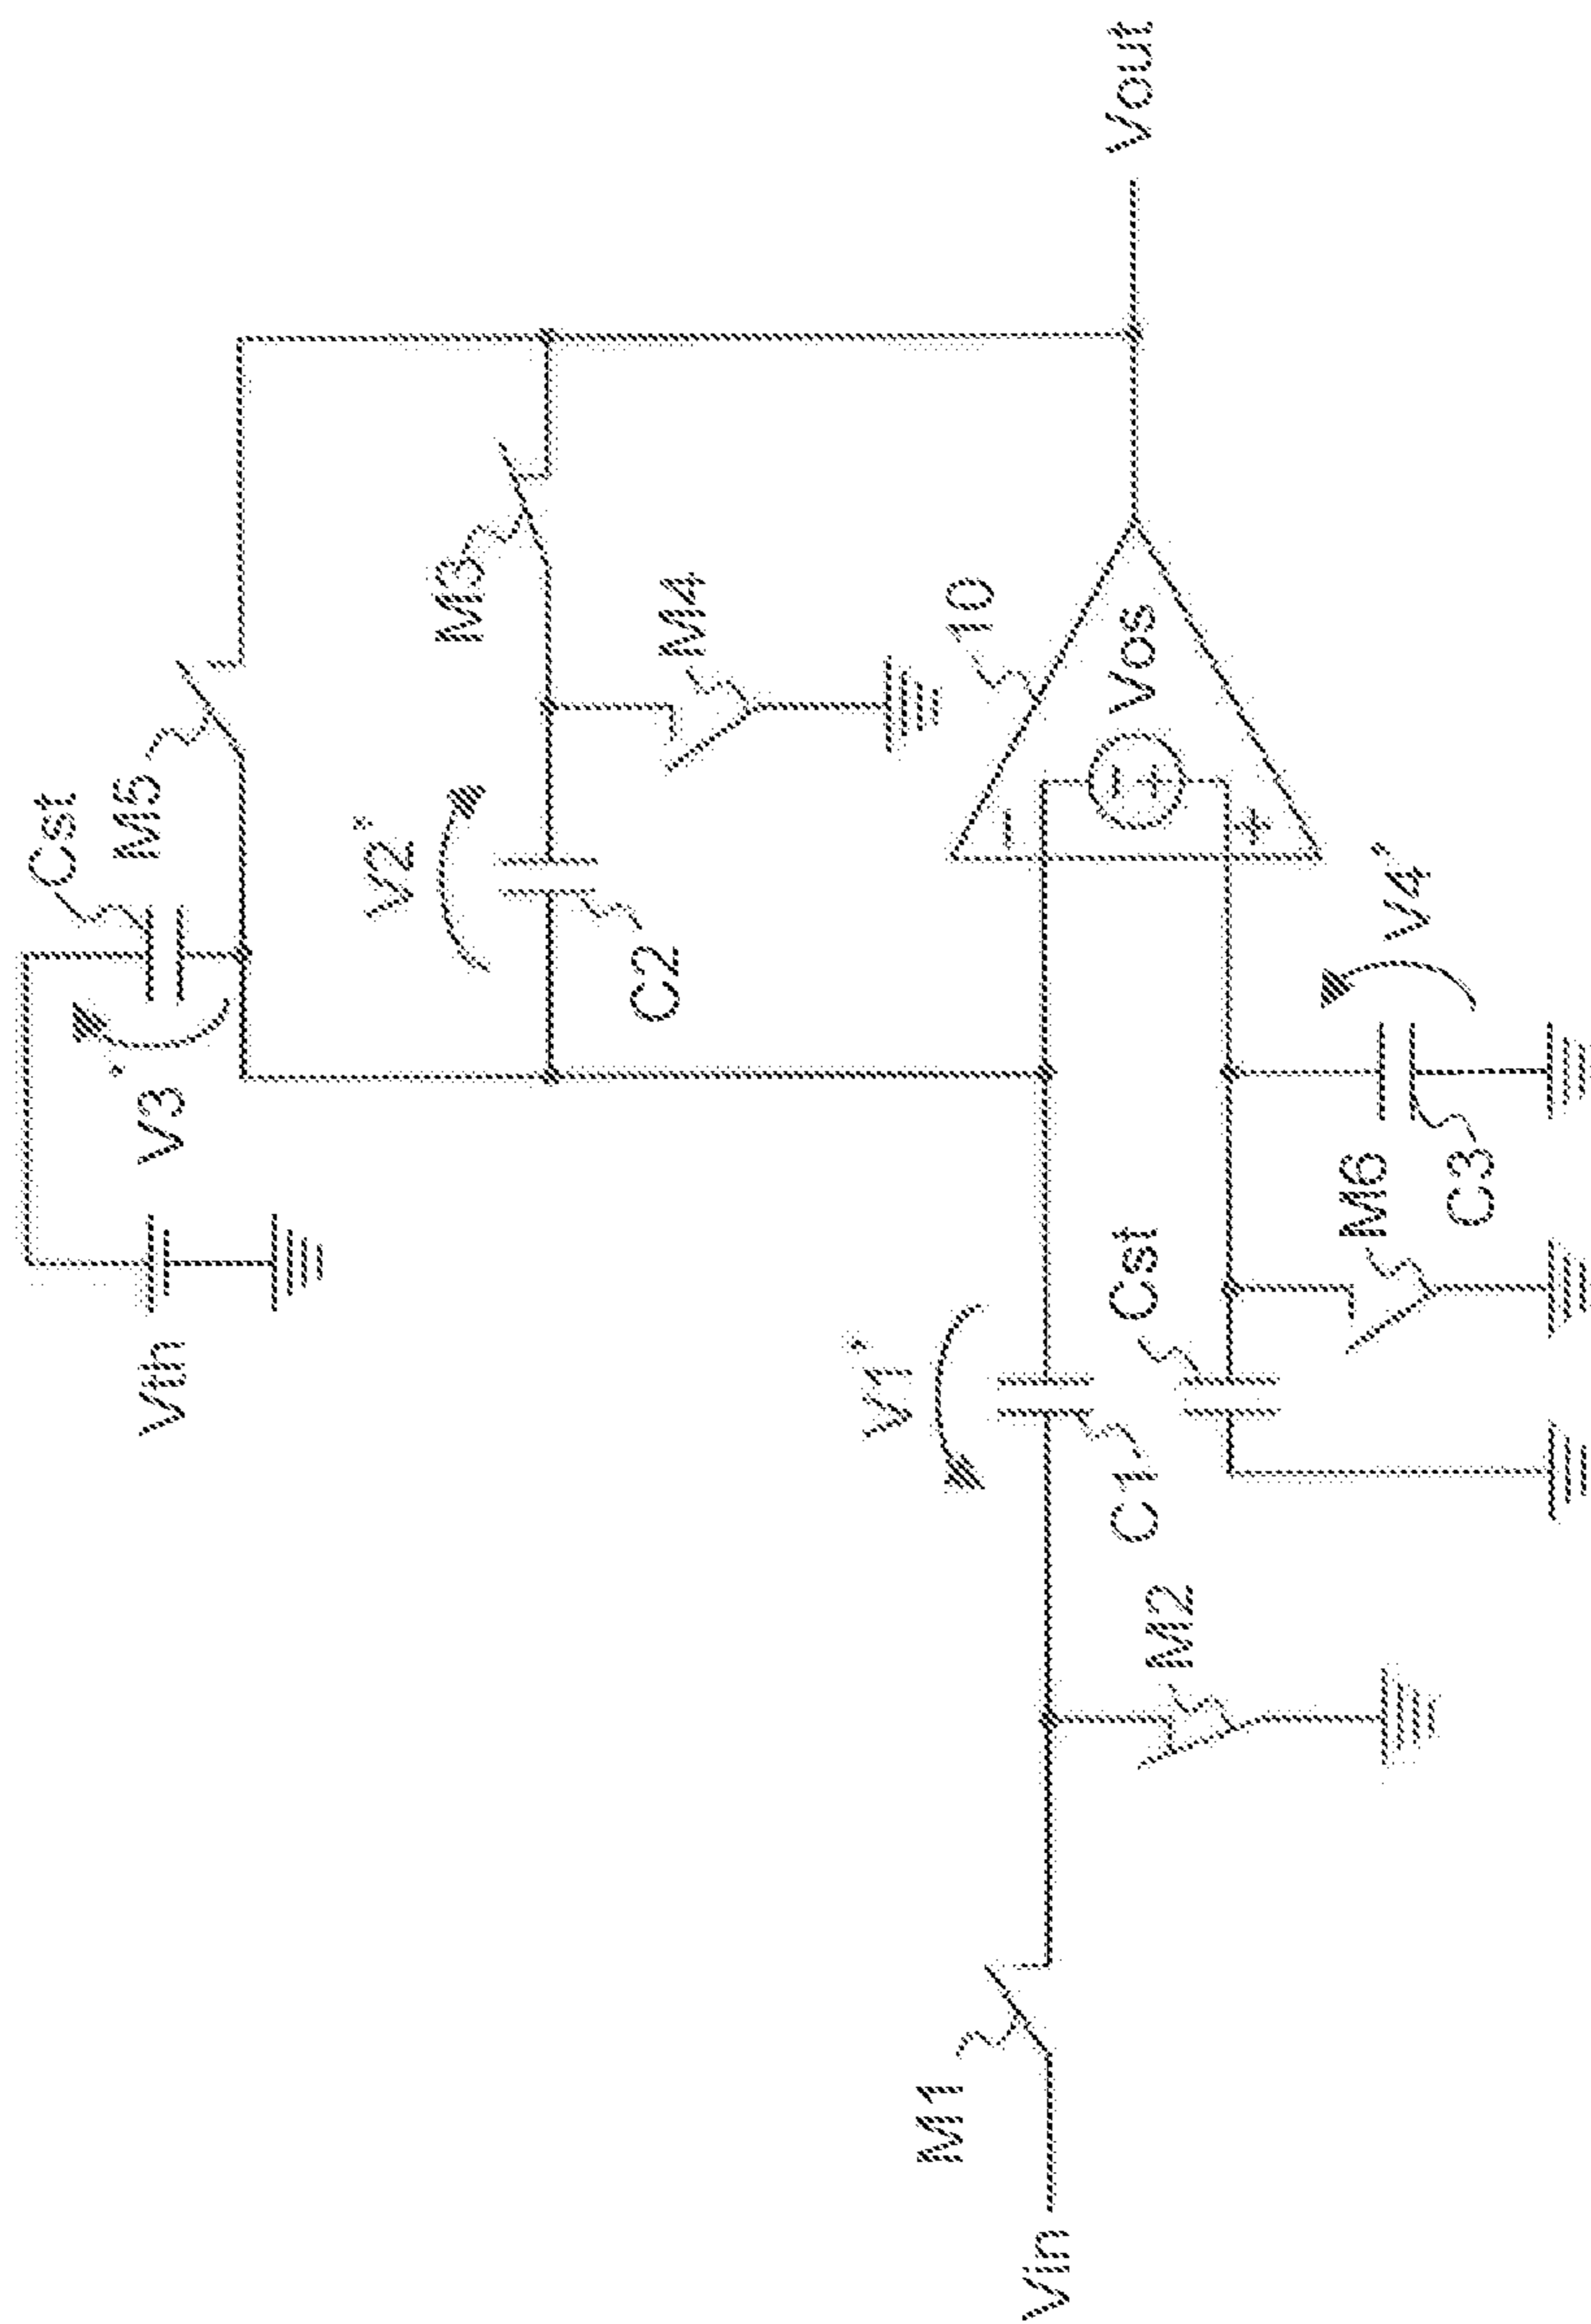 Cst
Vth
V3*
M5
V2*
M3
C2
M4
V1*
M1
10
Vin
M2
C1
Cst
Vos
Vout
−
−
+
+
M6
V4*
C3